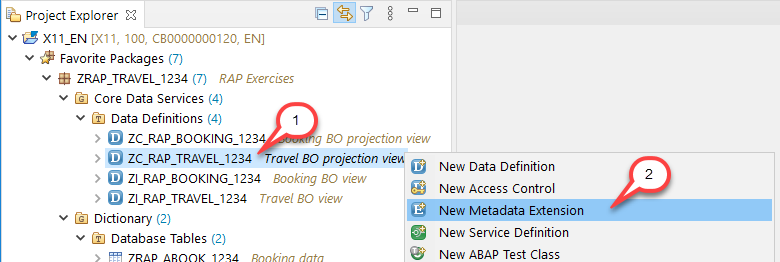 Project Explorer
X11_EN [X11, 100, CB0000000120, EN]
Favorite Packages (7)
ZRAP_TRAVEL_1234 (7) RAP Exercises
Core Data Services (4)
Data Definitions (4)
1
ZC_RAP_BOOKING_1234 Booking BO projection view
ZC_RAP_TRAVEL_1234 Travel BO projection view
ZI_RAP_BOOKING_1234 Booking BO view
ZI_RAP_TRAVEL_1234 Travel BO view
Dictionary (2)
Database Tables (2)
ZRAP_ABOOK_1234 Booking data
New Data Definition
New Access Control
2
New Metadata Extension
New Service Definition
New ABAP Test Class